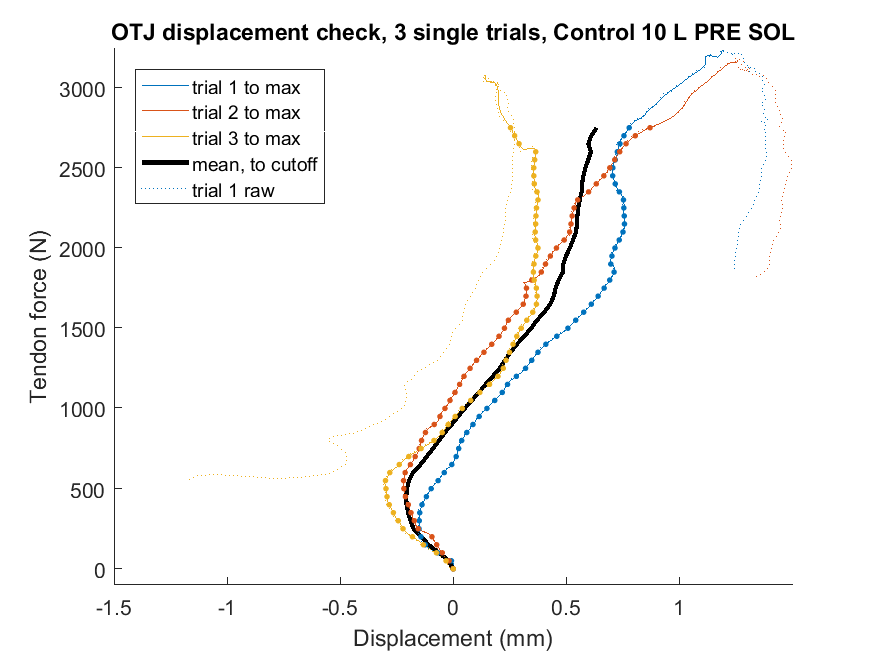 OTJ displacement check, 3 single trials, Control 10 L PRE SOL
trial 1 to max
trial 2 to max
trial 3 to max
mean, to cutoff
trial 1 raw
Tendon force (N)
3000
2500
2000
1500
1000
500
0
-1.5 -1 -0.5 0 0.5 1
Displacement (mm)